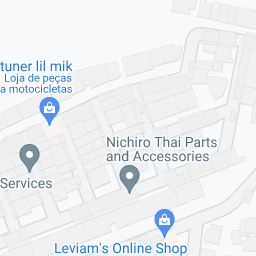 tuner lil mik
Loja de peças
a motocicletas
Nichiro Thai Parts
and Accessories
Services
Leviam's Online Shop